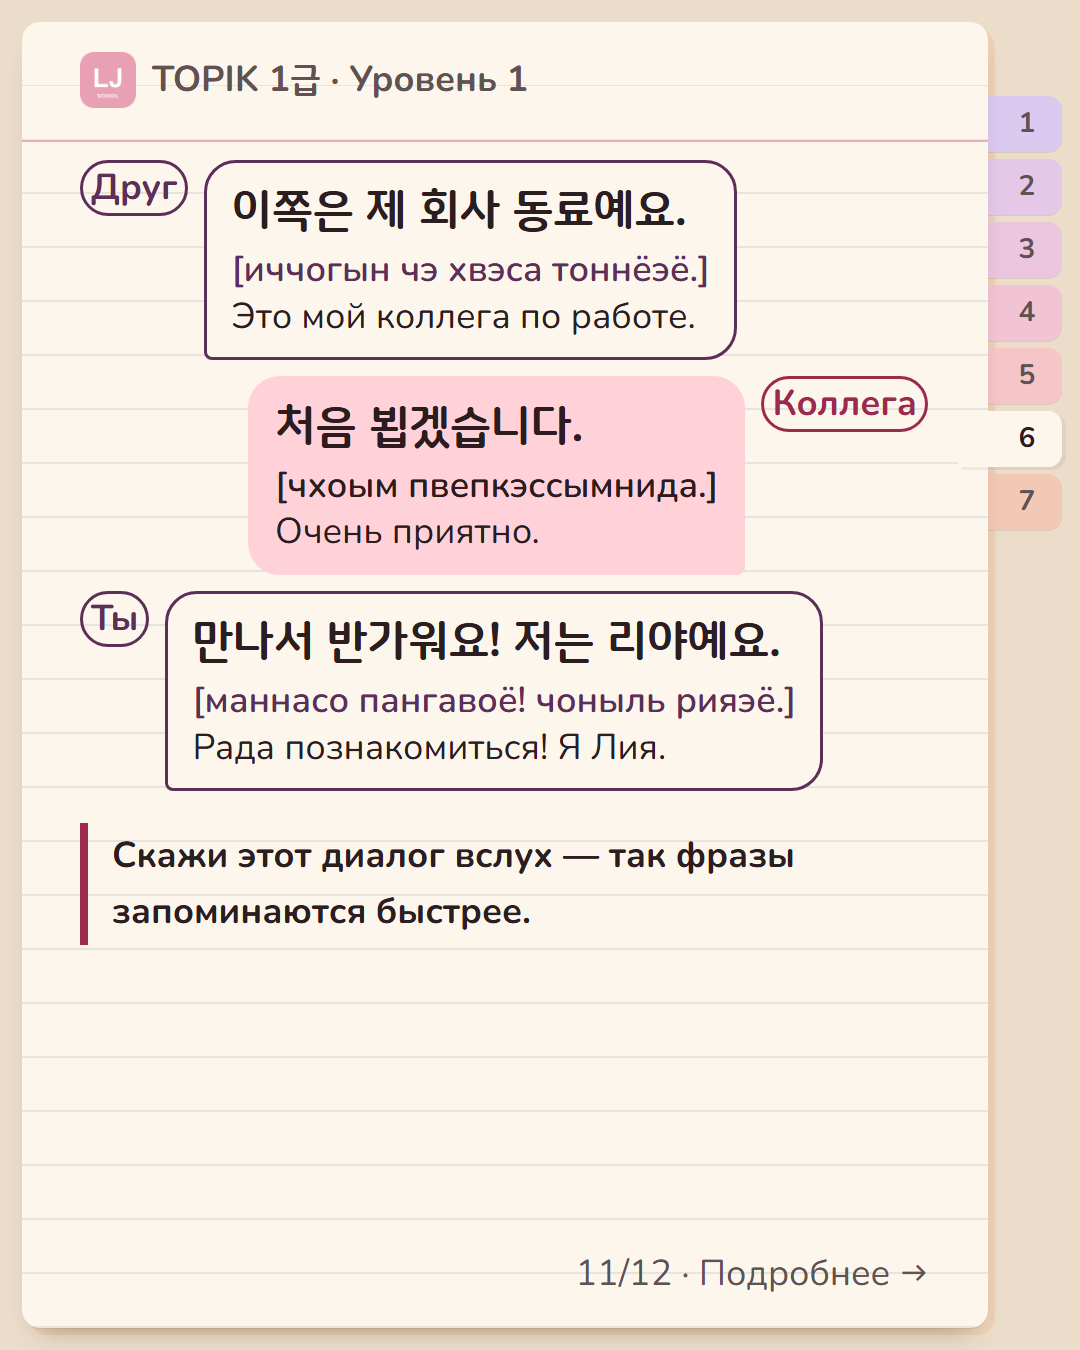 LJ
SCHOOL
TOPIK 1급 · Уровень 1
1
2
3
4
5
6
7
Друг
이쪽은 제 회사 동료예요.
[иччогын чэ хвэса тоннёэё.]
Это мой коллега по работе.
Коллега
처음 뵙겠습니다.
[чхоым пвепкэссымнида.]
Очень приятно.
Ты
만나서 반가워요! 저는 리야예요.
[маннасо пангавоё! чоныль рияэё.]
Рада познакомиться! Я Лия.
Скажи этот диалог вслух — так фразы
запоминаются быстрее.
11/12 · Подробнее →